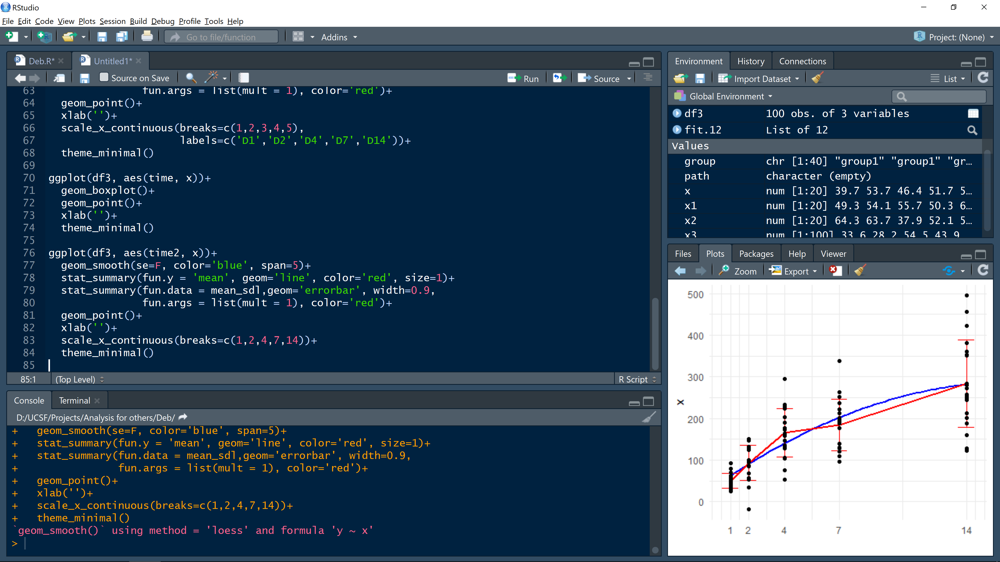 RStudio
File Edit Code View Plots Session Build Debug Profile Tools Help
Go to file/function
Addins
Project: (None)
Deb.R*
Untitled1*
Source on Save
Run
Source
63 fun.args = list(mult = 1), color='red')+
64 geom_point()+
65 xlab('')+
66 scale_x_continuous(breaks=c(1,2,3,4,5),
67 labels=c('D1','D2','D4','D7','D14'))+
68 theme_minimal()
69
70 ggplot(df3, aes(time, x))+
71 geom_boxplot()+
72 geom_point()+
73 xlab('')+
74 theme_minimal()
75
76 ggplot(df3, aes(time2, x))+
77 geom_smooth(se=F, color='blue', span=5)+
78 stat_summary(fun.y = 'mean', geom='line', color='red', size=1)+
79 stat_summary(fun.data = mean_sdl,geom='errorbar', width=0.9,
80 fun.args = list(mult = 1), color='red')+
81 geom_point()+
82 xlab('')+
83 scale_x_continuous(breaks=c(1,2,4,7,14))+
84 theme_minimal()
85
85:1 (Top Level) R Script
Console Terminal
D:/UCSF/Projects/Analysis for others/Deb/
+ geom_smooth(se=F, color='blue', span=5)+
+ stat_summary(fun.y = 'mean', geom='line', color='red', size=1)+
+ stat_summary(fun.data = mean_sdl,geom='errorbar', width=0.9,
+ fun.args = list(mult = 1), color='red')+
+ geom_point()+
+ xlab('')+
+ scale_x_continuous(breaks=c(1,2,4,7,14))+
+ theme_minimal()
`geom_smooth()` using method = 'loess' and formula 'y ~ x'
>
Environment History Connections
Import Dataset
List
Global Environment
df3 100 obs. of 3 variables
fit.12 List of 12
Values
group chr [1:40] "group1" "group1" "gr...
path character (empty)
x num [1:20] 39.7 53.7 46.4 51.7 5...
x1 num [1:20] 49.3 54.1 55.7 50.3 6...
x2 num [1:20] 64.3 63.7 37.9 52.1 5...
x3 num [1:100] 33.6 28.2 54.5 43.9
Files Plots Packages Help Viewer
Zoom
Export
500
400
300
200
100
0
x
1 2 4 7 14